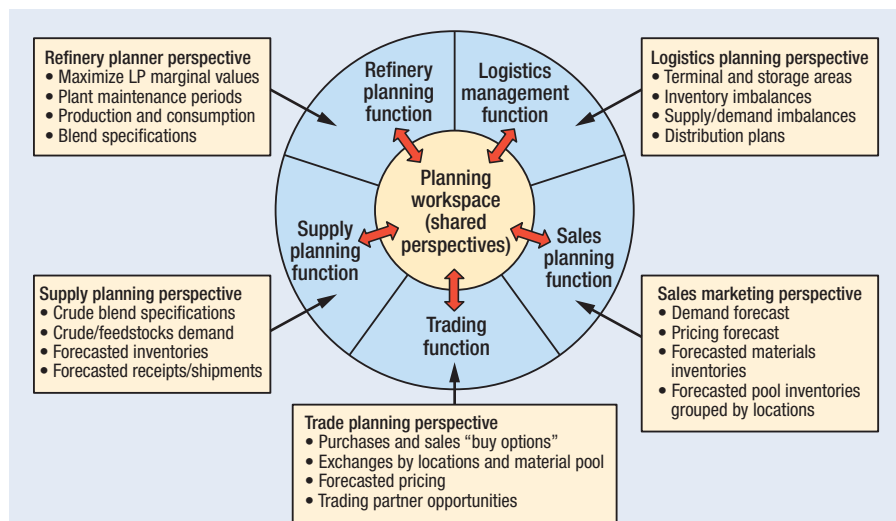 Refinery planner perspective
• Maximize LP marginal values
• Plant maintenance periods
• Production and consumption
• Blend specifications
Refinery
planning
function
Logistics
management
function
Logistics planning perspective
• Terminal and storage areas
• Inventory imbalances
• Supply/demand imbalances
• Distribution plans
Planning
workspace
(shared
perspectives)
Supply
planning
function
Sales
planning
function
Trading
function
Supply planning perspective
• Crude blend specifications
• Crude/feedstocks demand
• Forecasted inventories
• Forecasted receipts/shipments
Sales marketing perspective
• Demand forecast
• Pricing forecast
• Forecasted materials
inventories
• Forecasted pool inventories
grouped by locations
Trade planning perspective
• Purchases and sales “buy options”
• Exchanges by locations and material pool
• Forecasted pricing
• Trading partner opportunities